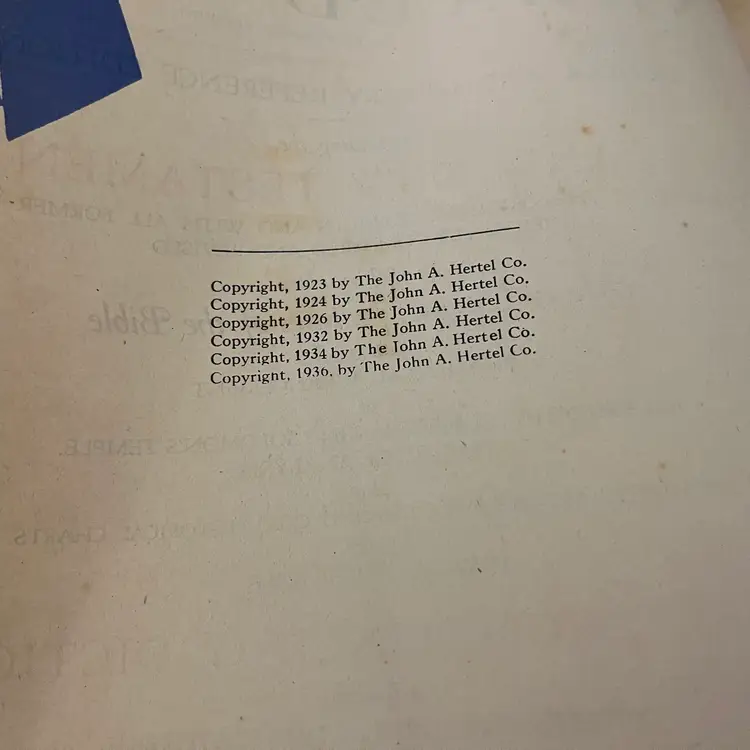 Copyright, 1923 by The John A. Hertel Co.
Copyright, 1924 by The John A. Hertel Co.
Copyright, 1926 by The John A. Hertel Co.
Copyright, 1932 by The John A. Hertel Co.
Copyright, 1934 by The John A. Hertel Co.
Copyright, 1936. by The John A. Hertel Co.